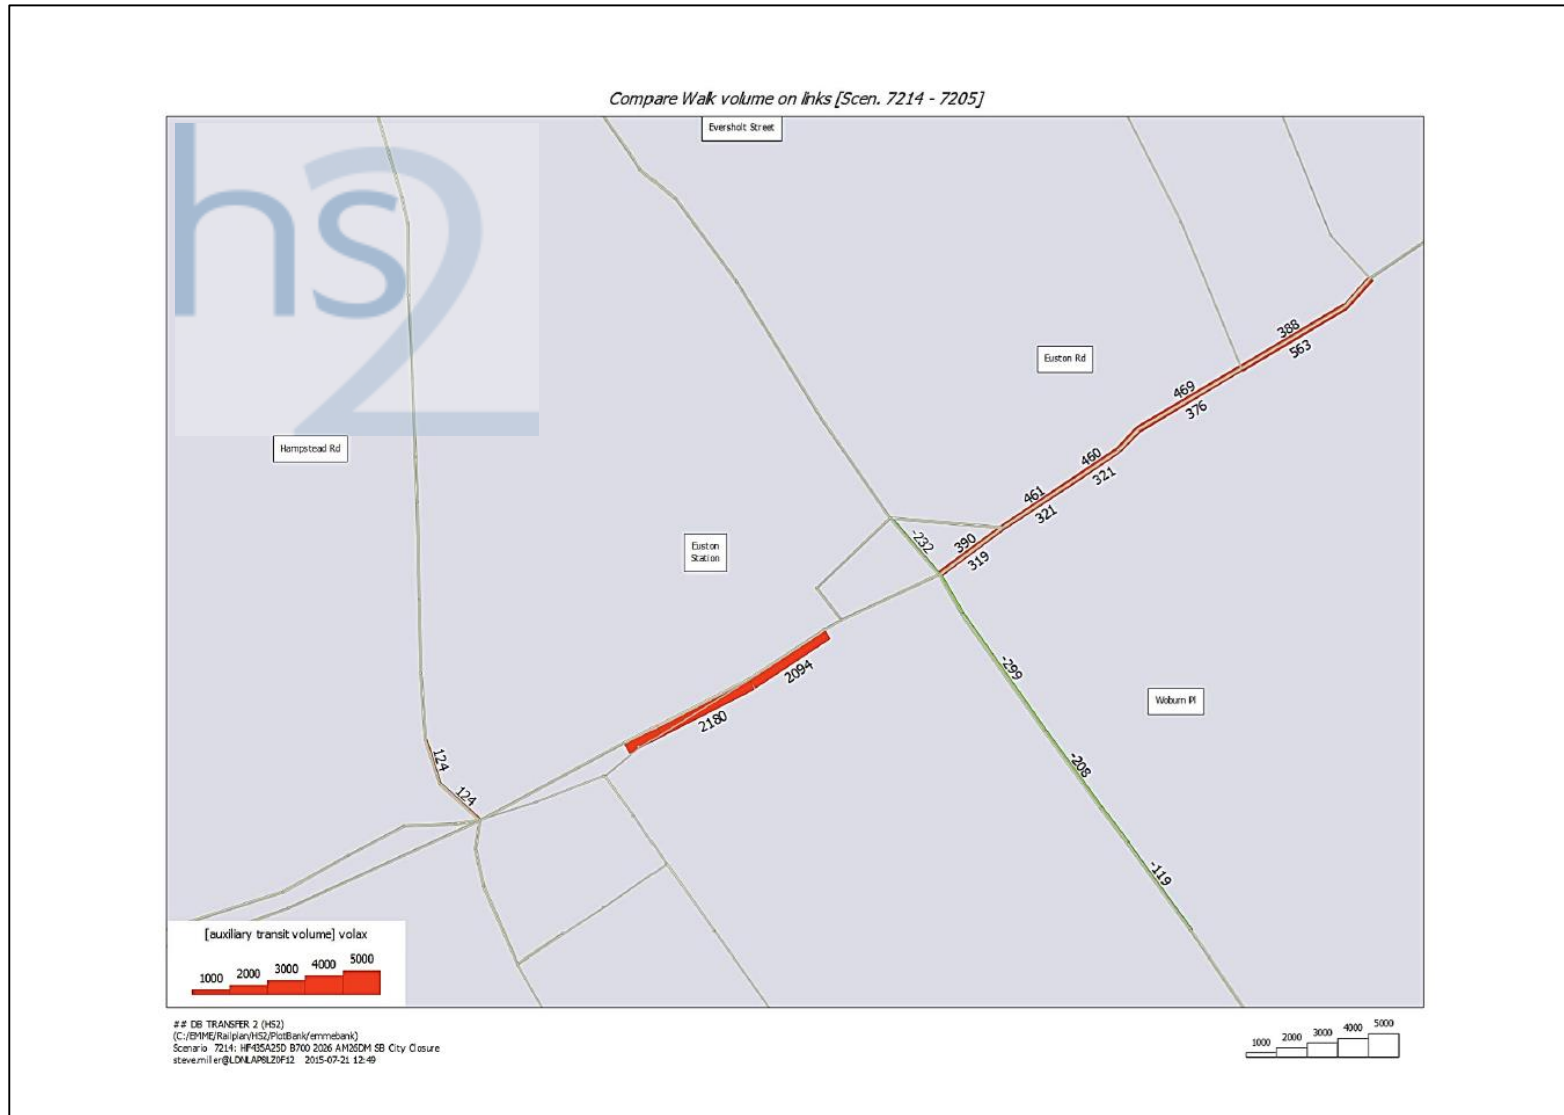 Compare Walk volume on links [Scen. 7214 - 7205]
Eversholt Street
hs2
388
Euston Rd
563
469
376
Hampstead Rd
460
321
461
321
Euston
Station
-232
390
319
2094
-299
Woburn Pl
2180
124
-208
124
-119
[auxiliary transit volume] volax
1000 2000 3000 4000 5000
## DB TRANSFER 2 (HS2)
(C:/EMME/Railplan/HS2/PlotBank/emmebank)
Scenario 7214: HF435A25D B700 2026 AM26DM SB City Closure
steve.miller@LDNLAP8LZ0F12 2015-07-21 12:49
1000 2000 3000 4000 5000